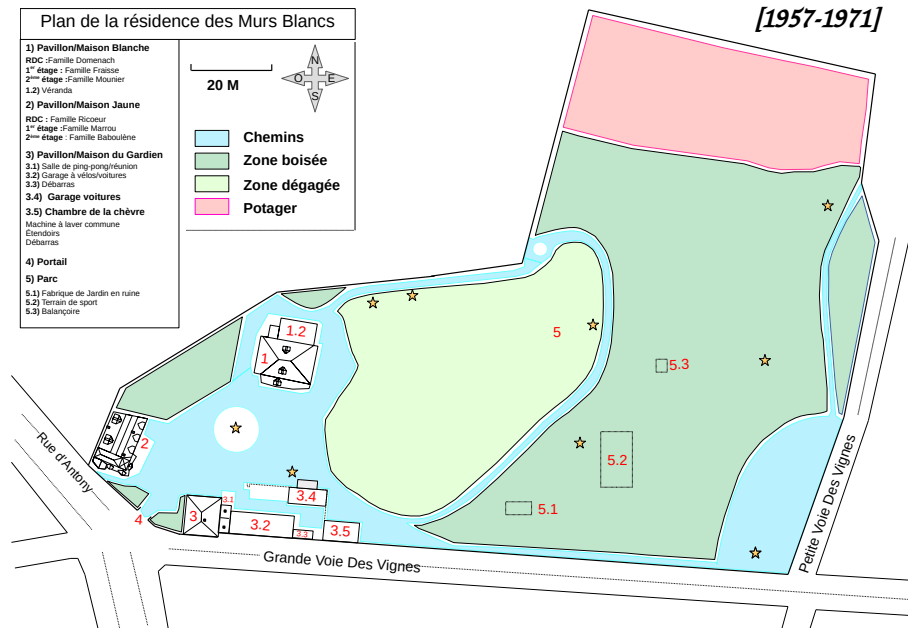 Plan de la résidence des Murs Blancs
[1957-1971]
1) Pavillon/Maison Blanche
RDC :Famille Domenach
1er étage : Famille Fraisse
2ème étage :Famille Mounier
1.2) Véranda
2) Pavillon/Maison Jaune
RDC : Famille Ricoeur
1er étage :Famille Marrou
2ème étage : Famille Baboulène
3) Pavillon/Maison du Gardien
3.1) Salle de ping-pong/réunion
3.2) Garage à vélos/voitures
3.3) Débarras
3.4) Garage voitures
3.5) Chambre de la chèvre
Machine à laver commune
Étendoirs
Débarras
4) Portail
5) Parc
5.1) Fabrique de Jardin en ruine
5.2) Terrain de sport
5.3) Balançoire
20 M
N
O
E
S
Chemins
Zone boisée
Zone dégagée
Potager
1.2
1
5
5.3
2
5.2
3.4
3.1
5.1
4
3
3.2
3.3
3.5
Rue d'Antony
Grande Voie Des Vignes
Petite Voie Des Vignes